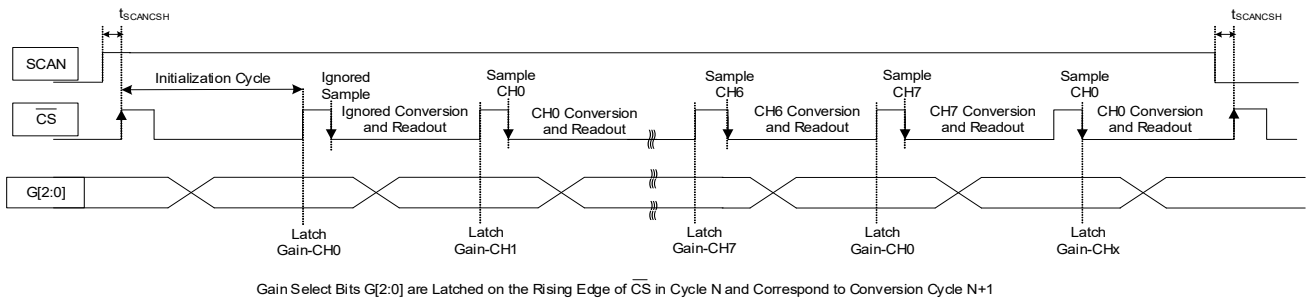 tSCANCSH
tSCANCSH
SCAN
Initialization Cycle
Ignored
Sample
Sample
CH0
Sample
CH6
Sample
CH7
Sample
CH0
CS
Ignored Conversion
and Readout
CH0 Conversion
and Readout
CH6 Conversion
and Readout
CH7 Conversion
and Readout
CH0 Conversion
and Readout
G[2:0]
Latch
Gain-CH0
Latch
Gain-CH1
Latch
Gain-CH7
Latch
Gain-CH0
Latch
Gain-CHx
Gain Select Bits G[2:0] are Latched on the Rising Edge of CS in Cycle N and Correspond to Conversion Cycle N+1